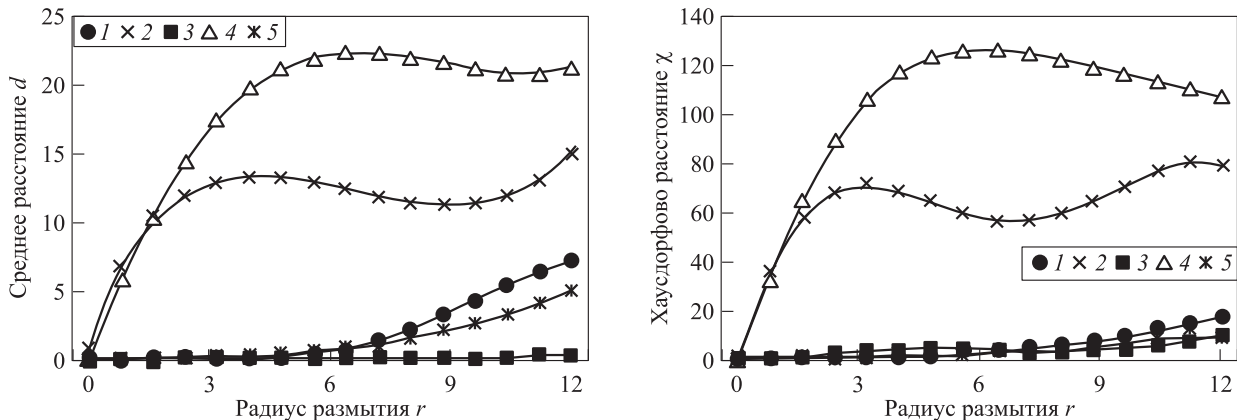 25
20
15
10
5
0
Среднее расстояние d
1 2 3 4 5
0 3 6 9 12
Радиус размытия r
140
120
100
80
60
40
20
0
Хаусдорфово расстояние χ
1 2 3 4 5
0 3 6 9 12
Радиус размытия r